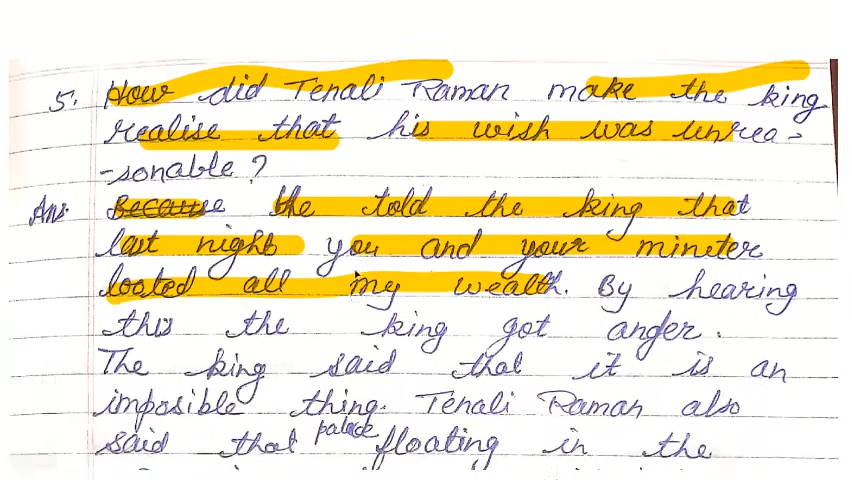 5. How did Tenali Raman make the king
realise that his wish was unrea-
-sonable?
Ans. Because he told the king that
last night you and your mineter
looted all my wealth. By hearing
this the king got anger.
The king said that it is an
imposible thing. Tenali Raman also
said that palace floating in the